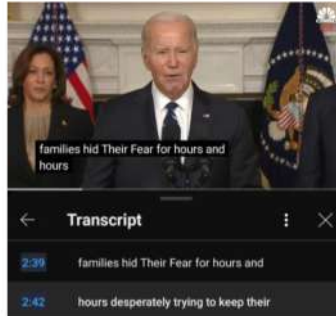 families hid Their Fear for hours and
hours
Transcript
2:39 families hid Their Fear for hours and
2:42 hours desperately trying to keep their